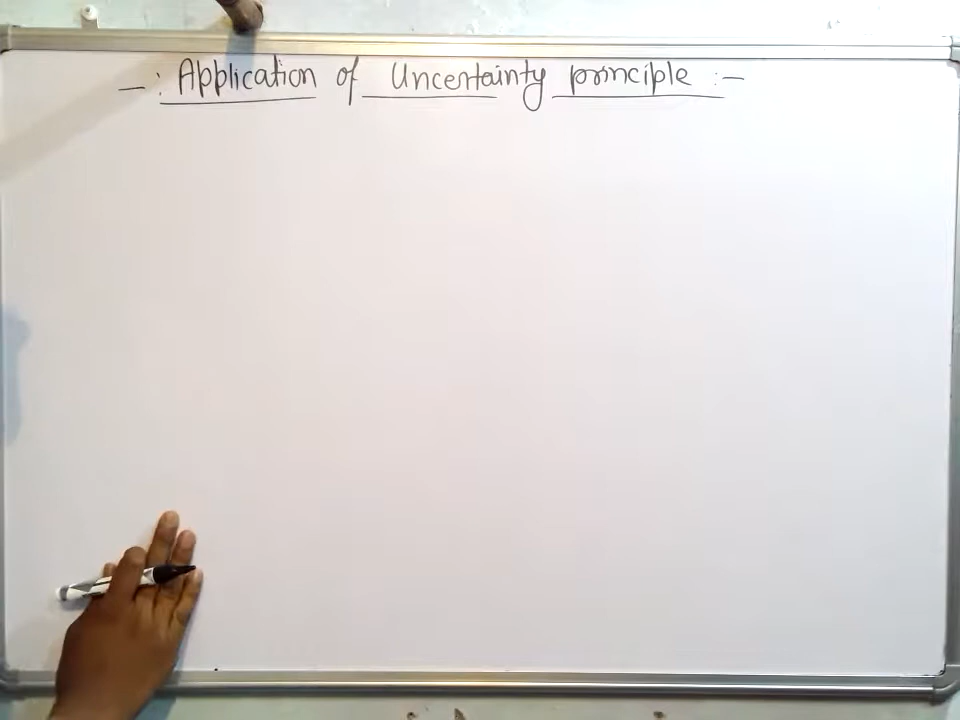 - : Application of Uncertainty principle :-